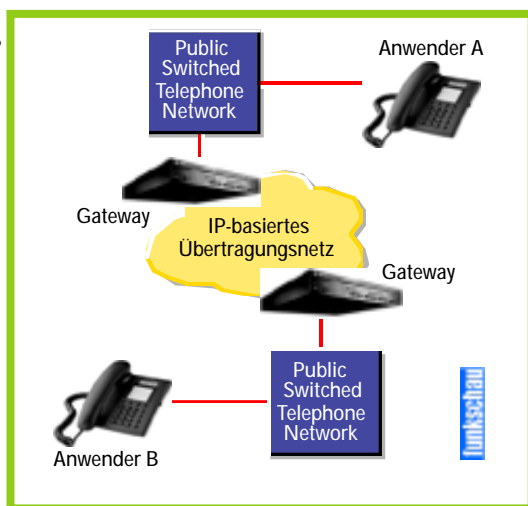 Public
Switched
Telephone
Network
Anwender A
Gateway
IP-basiertes
Übertragungsnetz
Gateway
Public
Switched
Telephone
Network
Anwender B
funkschau